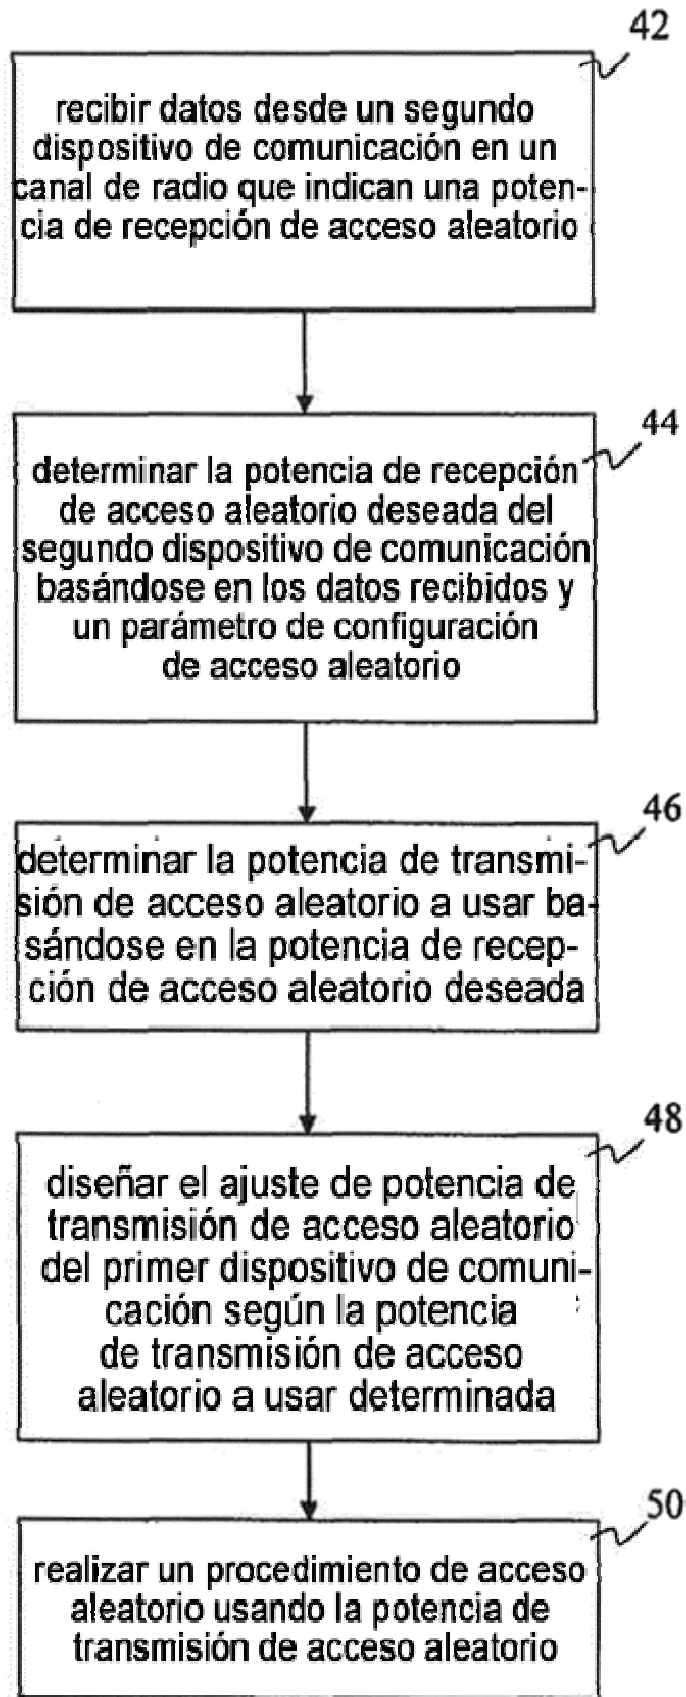 42
recibir datos desde un segundo
dispositivo de comunicación en un
canal de radio que indican una poten-
cia de recepción de acceso aleatorio
44
determinar la potencia de recepción
de acceso aleatorio deseada del
segundo dispositivo de comunicación
basándose en los datos recibidos y
un parámetro de configuración
de acceso aleatorio
46
determinar la potencia de transmi-
sión de acceso aleatorio a usar ba-
sándose en la potencia de recep-
ción de acceso aleatorio deseada
48
diseñar el ajuste de potencia de
transmisión de acceso aleatorio
del primer dispositivo de comuni-
cación según la potencia
de transmisión de acceso
aleatorio a usar determinada
50
realizar un procedimiento de acceso
aleatorio usando la potencia de
transmisión de acceso aleatorio